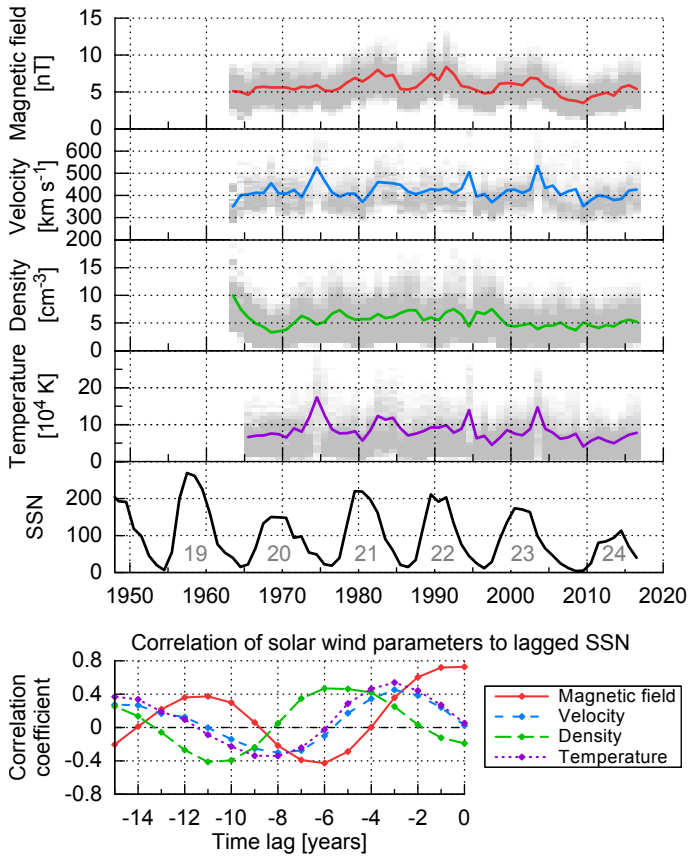 Magnetic field
[nT]
15
10
5
0
Velocity
[km s⁻¹]
600
500
400
300
200
Density
[cm⁻³]
15
10
5
0
Temperature
[10⁴ K]
20
10
0
SSN
200
100
0
19
20
21
22
23
24
1950 1960 1970 1980 1990 2000 2010 2020
Correlation of solar wind parameters to lagged SSN
Correlation
coefficient
0.8
0.4
0.0
-0.4
-0.8
-14 -12 -10 -8 -6 -4 -2 0
Time lag [years]
Magnetic field
Velocity
Density
Temperature